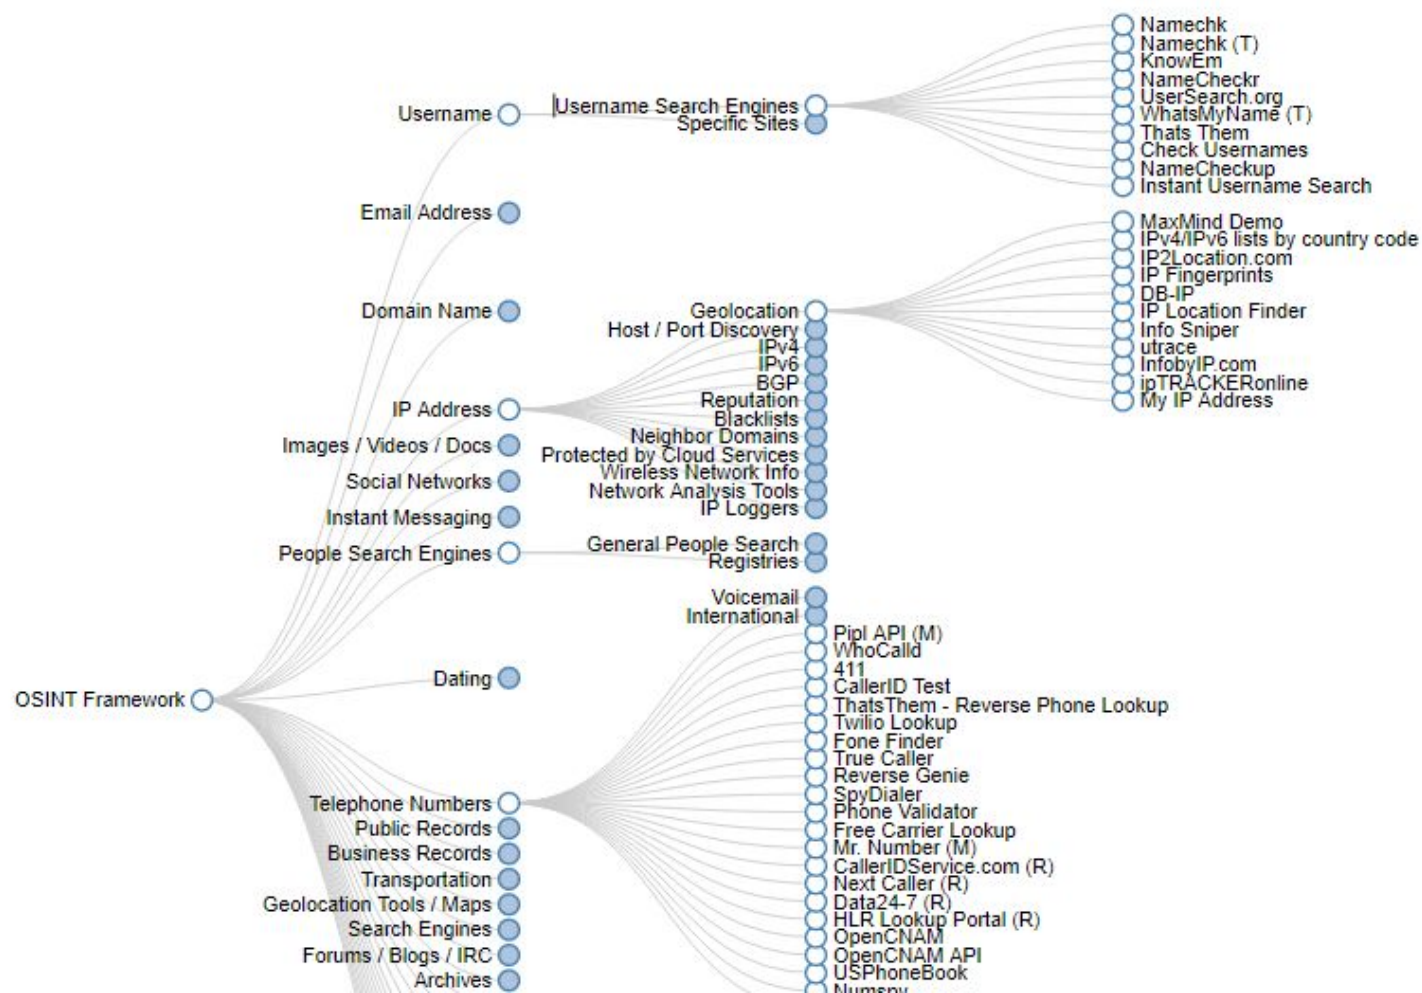 OSINT Framework
Username
Email Address
Domain Name
IP Address
Images / Videos / Docs
Social Networks
Instant Messaging
People Search Engines
Dating
Telephone Numbers
Public Records
Business Records
Transportation
Geolocation Tools / Maps
Search Engines
Forums / Blogs / IRC
Archives
Username Search Engines
Specific Sites
Geolocation
Host / Port Discovery
IPv4
IPv6
BGP
Reputation
Blacklists
Neighbor Domains
Protected by Cloud Services
Wireless Network Info
Network Analysis Tools
IP Loggers
General People Search
Registries
Voicemail
International
Pipl API (M)
WhoCalld
411
CallerID Test
ThatsThem - Reverse Phone Lookup
Twilio Lookup
Fone Finder
True Caller
Reverse Genie
SpyDialer
Phone Validator
Free Carrier Lookup
Mr. Number (M)
CallerIDService.com (R)
Next Caller (R)
Data24-7 (R)
HLR Lookup Portal (R)
OpenCNAM
OpenCNAM API
USPhoneBook
Numspy
Namechk
Namechk (T)
KnowEm
NameCheckr
UserSearch.org
WhatsMyName (T)
Thats Them
Check Usernames
NameCheckup
Instant Username Search
MaxMind Demo
IPv4/IPv6 lists by country code
IP2Location.com
IP Fingerprints
DB-IP
IP Location Finder
Info Sniper
utrace
InfobyIP.com
ipTRACKERonline
My IP Address